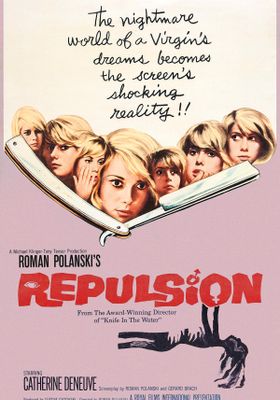 The nightmare
world of a Virgin's
dreams becomes
the screen's
shocking
reality!!
A Michael Klinger-Tony Tenser Production
ROMAN POLANSKI'S
REPULSION
From The Award-Winning Director
of "Knife In The Water"
STARRING
CATHERINE DENEUVE
Screenplay by ROMAN POLANSKI and GERARD BRACH
Produced by
A ROYAL FILMS INTERNATIONAL PRESENTATION